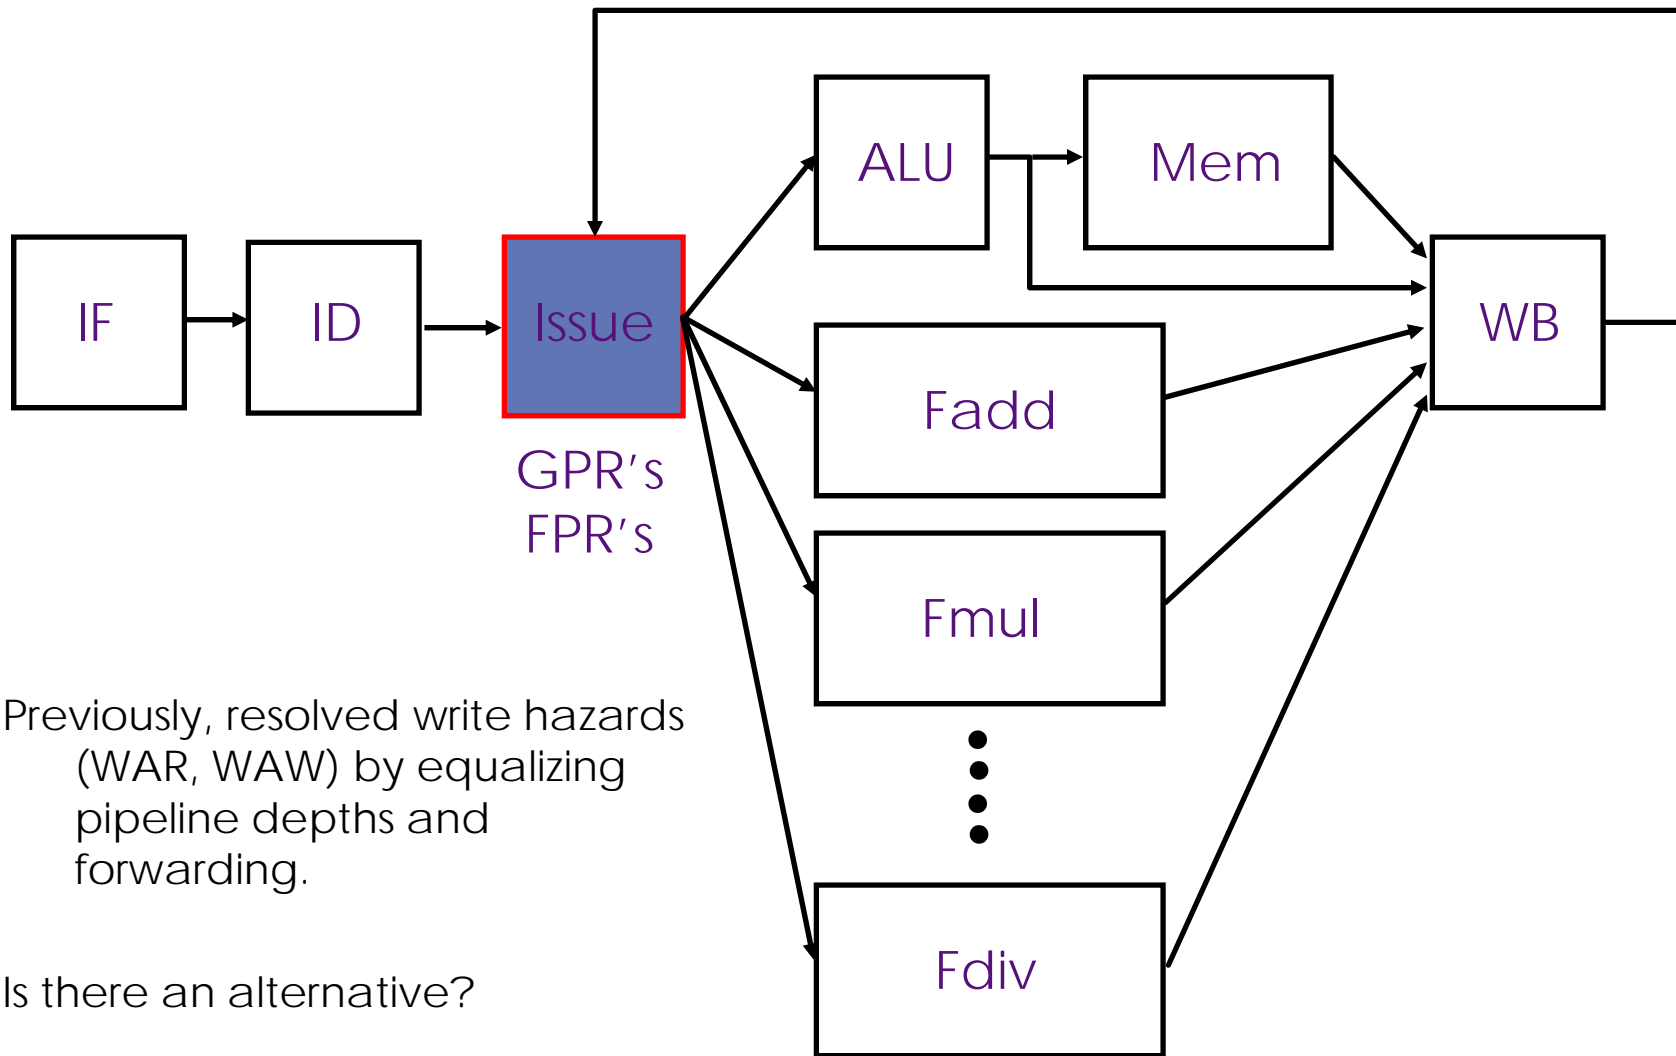 ALU
Mem
IF
ID
Issue
WB
Fadd
GPR's
FPR's
Fmul
Previously, resolved write hazards
(WAR, WAW) by equalizing
pipeline depths and
forwarding.
Fdiv
Is there an alternative?